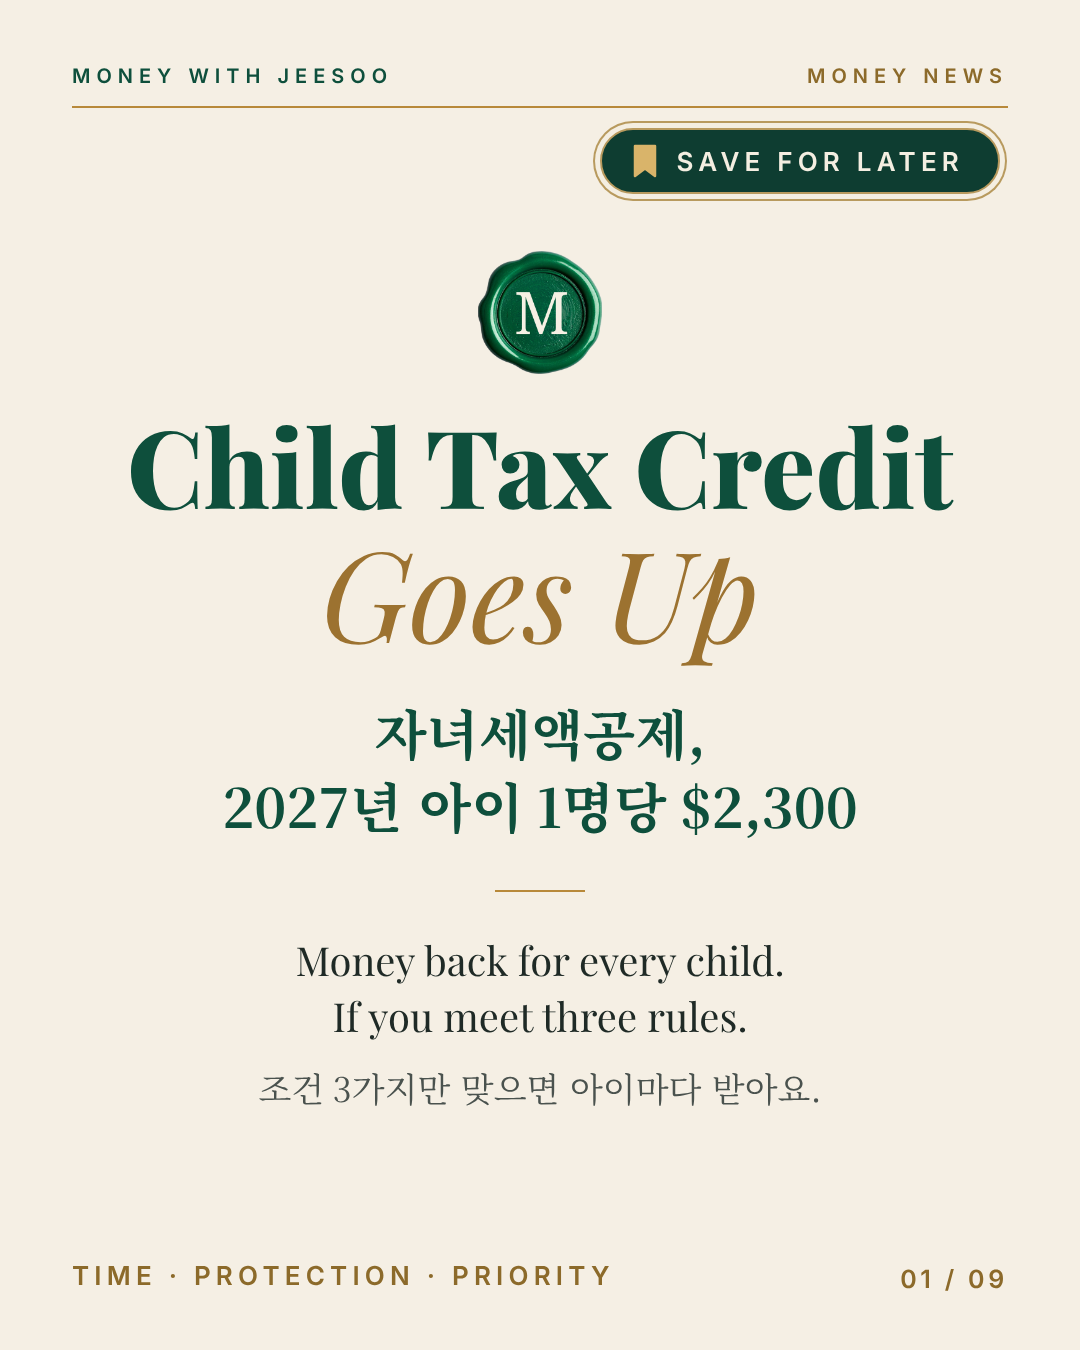 MONEY WITH JEESOO
MONEY NEWS
SAVE FOR LATER
M
Child Tax Credit
Goes Up
자녀세액공제,
2027년 아이 1명당 $2,300
Money back for every child.
If you meet three rules.
조건 3가지만 맞으면 아이마다 받아요.
TIME · PROTECTION · PRIORITY
01 / 09